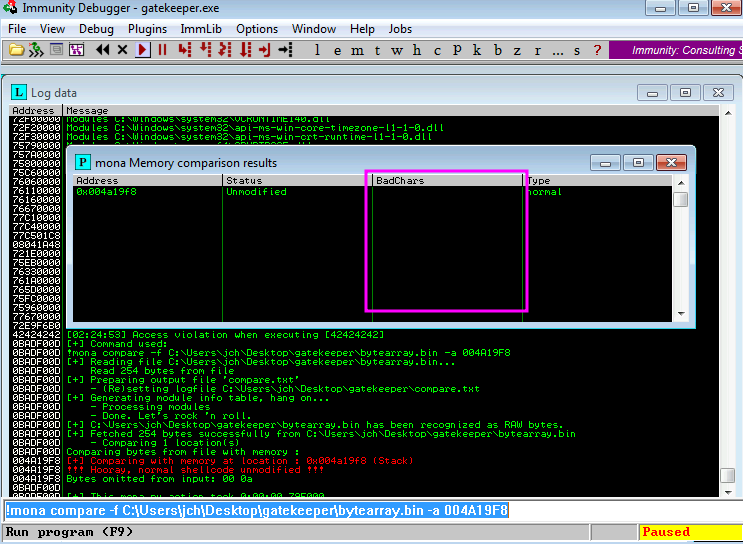 Immunity Debugger - gatekeeper.exe
File View Debug Plugins ImmLib Options Window Help Jobs
l e m t w h c p k b z r ... s ?
Immunity: Consulting S
Log data
Address Message
72F00000 Modules C:\Windows\system32\VCRUNTIME140.dll
72F20000 Modules C:\Windows\system32\api-ms-win-core-timezone-l1-1-0.dll
72F30000 Modules C:\Windows\system32\api-ms-win-crt-runtime-l1-1-0.dll
75790000
757A0000
75800000
75C60000
76060000
76110000
76160000
76670000
77C10000
77C40000
77C501C8
08041A48
721E0000
75EB0000
76330000
761A0000
765D0000
75FC0000
75960000
77670000
72E9F6B0
mona Memory comparison results
Address Status BadChars Type
0x004a19f8 Unmodified normal
42424242 [02:24:53] Access violation when executing [42424242]
0BADF00D [+] Command used:
0BADF00D !mona compare -f C:\Users\jch\Desktop\gatekeeper\bytearray.bin -a 004A19F8
0BADF00D [+] Reading file C:\Users\jch\Desktop\gatekeeper\bytearray.bin...
0BADF00D Read 254 bytes from file
0BADF00D [+] Preparing output file 'compare.txt'
0BADF00D - (Re)setting logfile C:\Users\jch\Desktop\gatekeeper\compare.txt
0BADF00D [+] Generating module info table, hang on...
0BADF00D - Processing modules
0BADF00D - Done. Let's rock 'n roll.
0BADF00D [+] C:\Users\jch\Desktop\gatekeeper\bytearray.bin has been recognized as RAW bytes.
0BADF00D [+] Fetched 254 bytes successfully from C:\Users\jch\Desktop\gatekeeper\bytearray.bin
0BADF00D - Comparing 1 location(s)
0BADF00D Comparing bytes from file with memory :
004A19F8 [+] Comparing with memory at location : 0x004a19f8 (Stack)
004A19F8 *** Hooray, normal shellcode unmodified ***
004A19F8 Bytes omitted from input: 00 0a
0BADF00D
0BADF00D [+] This mona.py action took
!mona compare -f C:\Users\jch\Desktop\gatekeeper\bytearray.bin -a 004A19F8
Run program (F9) Paused